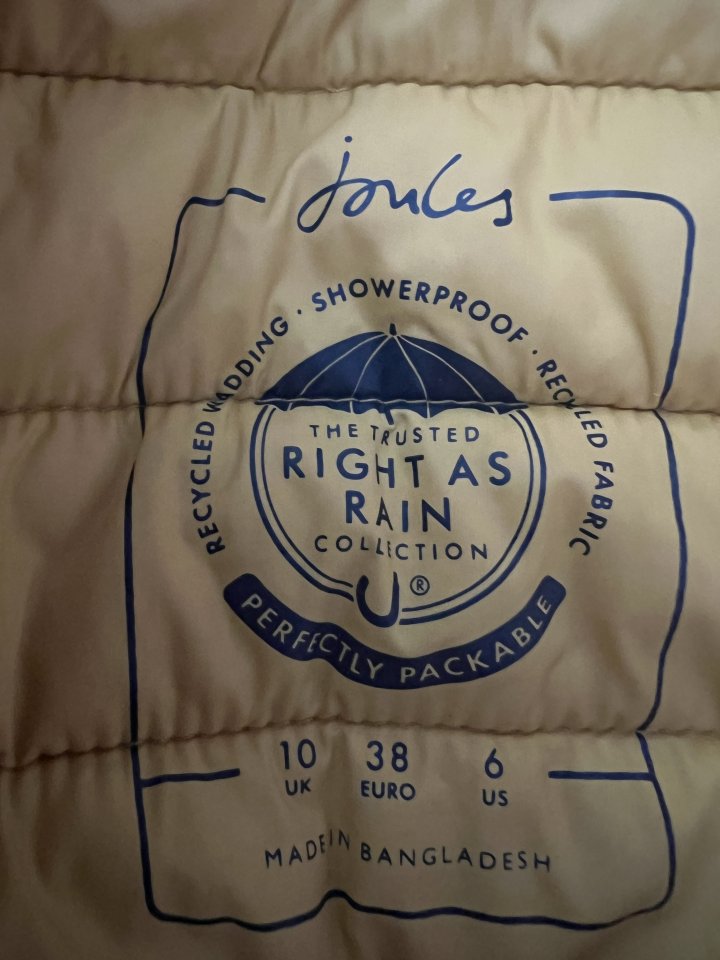 joules
RECYCLED WADDING · SHOWERPROOF · RECYCLED FABRIC
THE TRUSTED
RIGHT AS
RAIN
COLLECTION
®
PERFECTLY PACKABLE
10 38 6
UK EURO US
MADE IN BANGLADESH